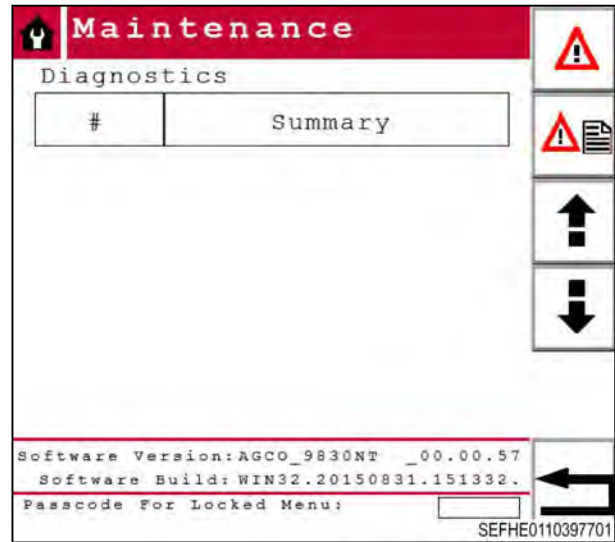 Maintenance
Diagnostics
# Summary
Software Version:AGCO_9830NT _00.00.57
Software Build:WIN32.20150831.151332.
Passcode For Locked Menu:
SEFHE0110397701